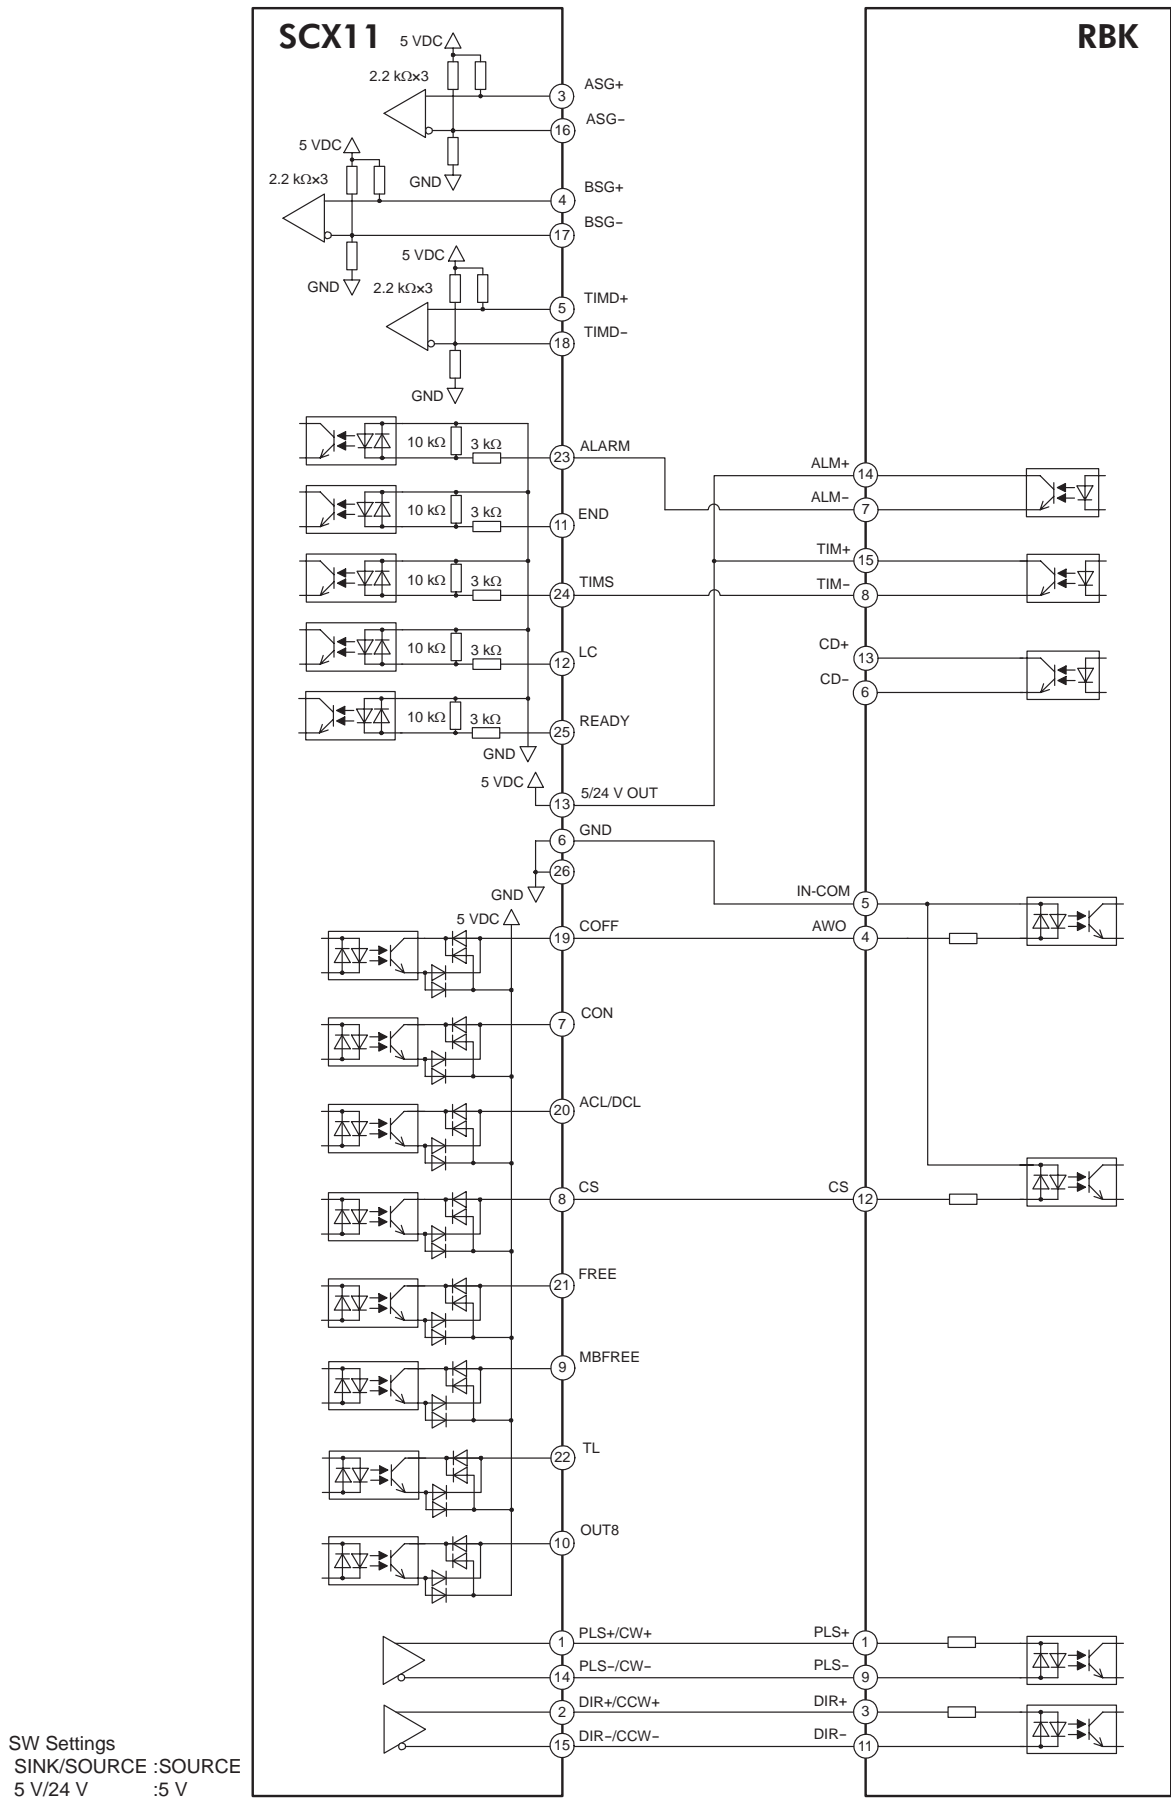 SCX11
RBK
5 VDC
2.2 kΩ×3
3
ASG+
16
ASG−
GND
5 VDC
2.2 kΩ×3
4
BSG+
17
BSG−
GND
5 VDC
2.2 kΩ×3
5
TIMD+
18
TIMD−
GND
10 kΩ
3 kΩ
23
ALARM
ALM+
14
ALM−
7
10 kΩ
3 kΩ
11
END
TIM+
15
10 kΩ
3 kΩ
24
TIMS
TIM−
8
10 kΩ
3 kΩ
12
LC
CD+
13
CD−
6
10 kΩ
3 kΩ
25
READY
GND
5 VDC
13
5/24 V OUT
6
GND
26
GND
IN-COM
5
5 VDC
19
COFF
AWO
4
7
CON
20
ACL/DCL
8
CS
CS
12
21
FREE
9
MBFREE
22
TL
10
OUT8
1
PLS+/CW+
PLS+
1
14
PLS−/CW−
PLS−
9
2
DIR+/CCW+
DIR+
3
15
DIR−/CCW−
DIR−
11
SW Settings
SINK/SOURCE :SOURCE
5 V/24 V :5 V